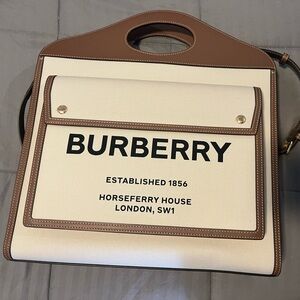 BURBERRY
ESTABLISHED 1856
HORSEFERRY HOUSE
LONDON, SW1